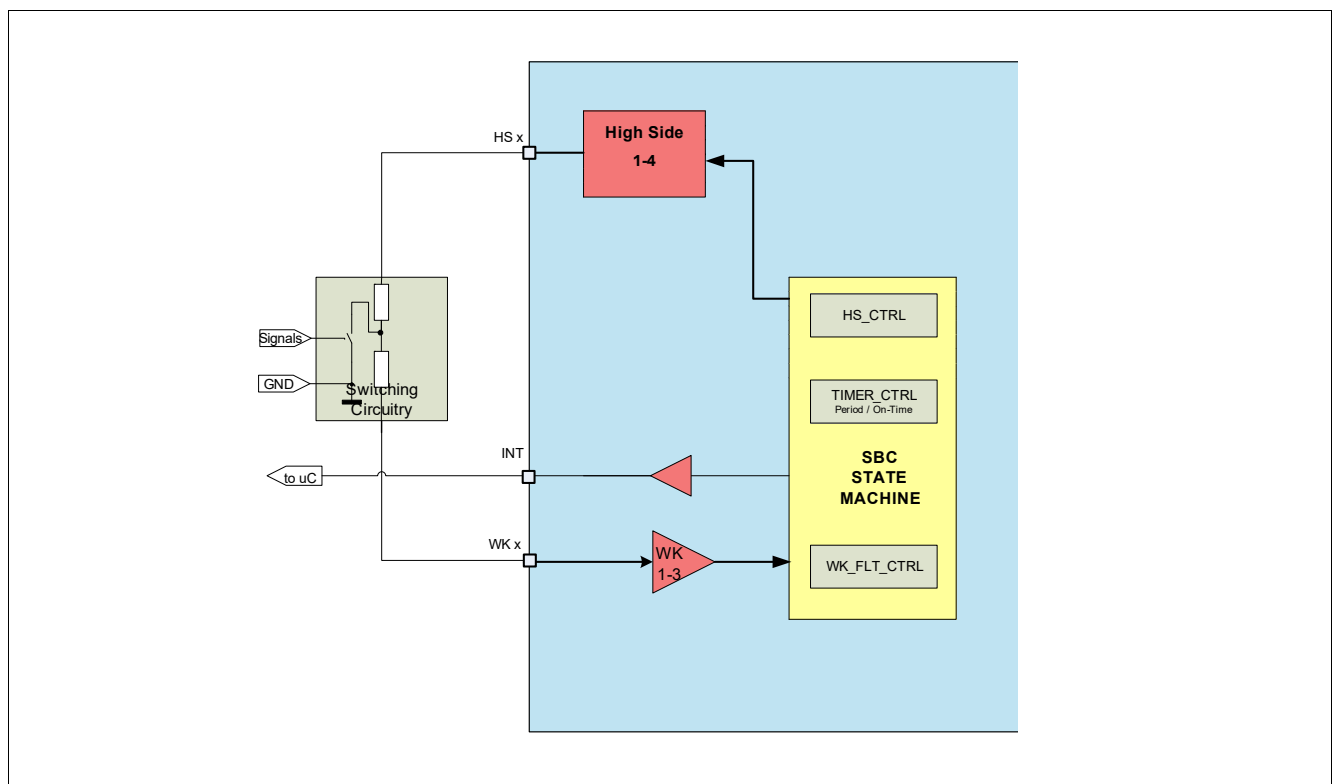 HS x
High Side
1-4
HS_CTRL
Signals
TIMER_CTRL
Period / On-Time
GND
Switching
Circuitry
INT
SBC
STATE
MACHINE
to uC
WK x
WK
1-3
WK_FLT_CTRL